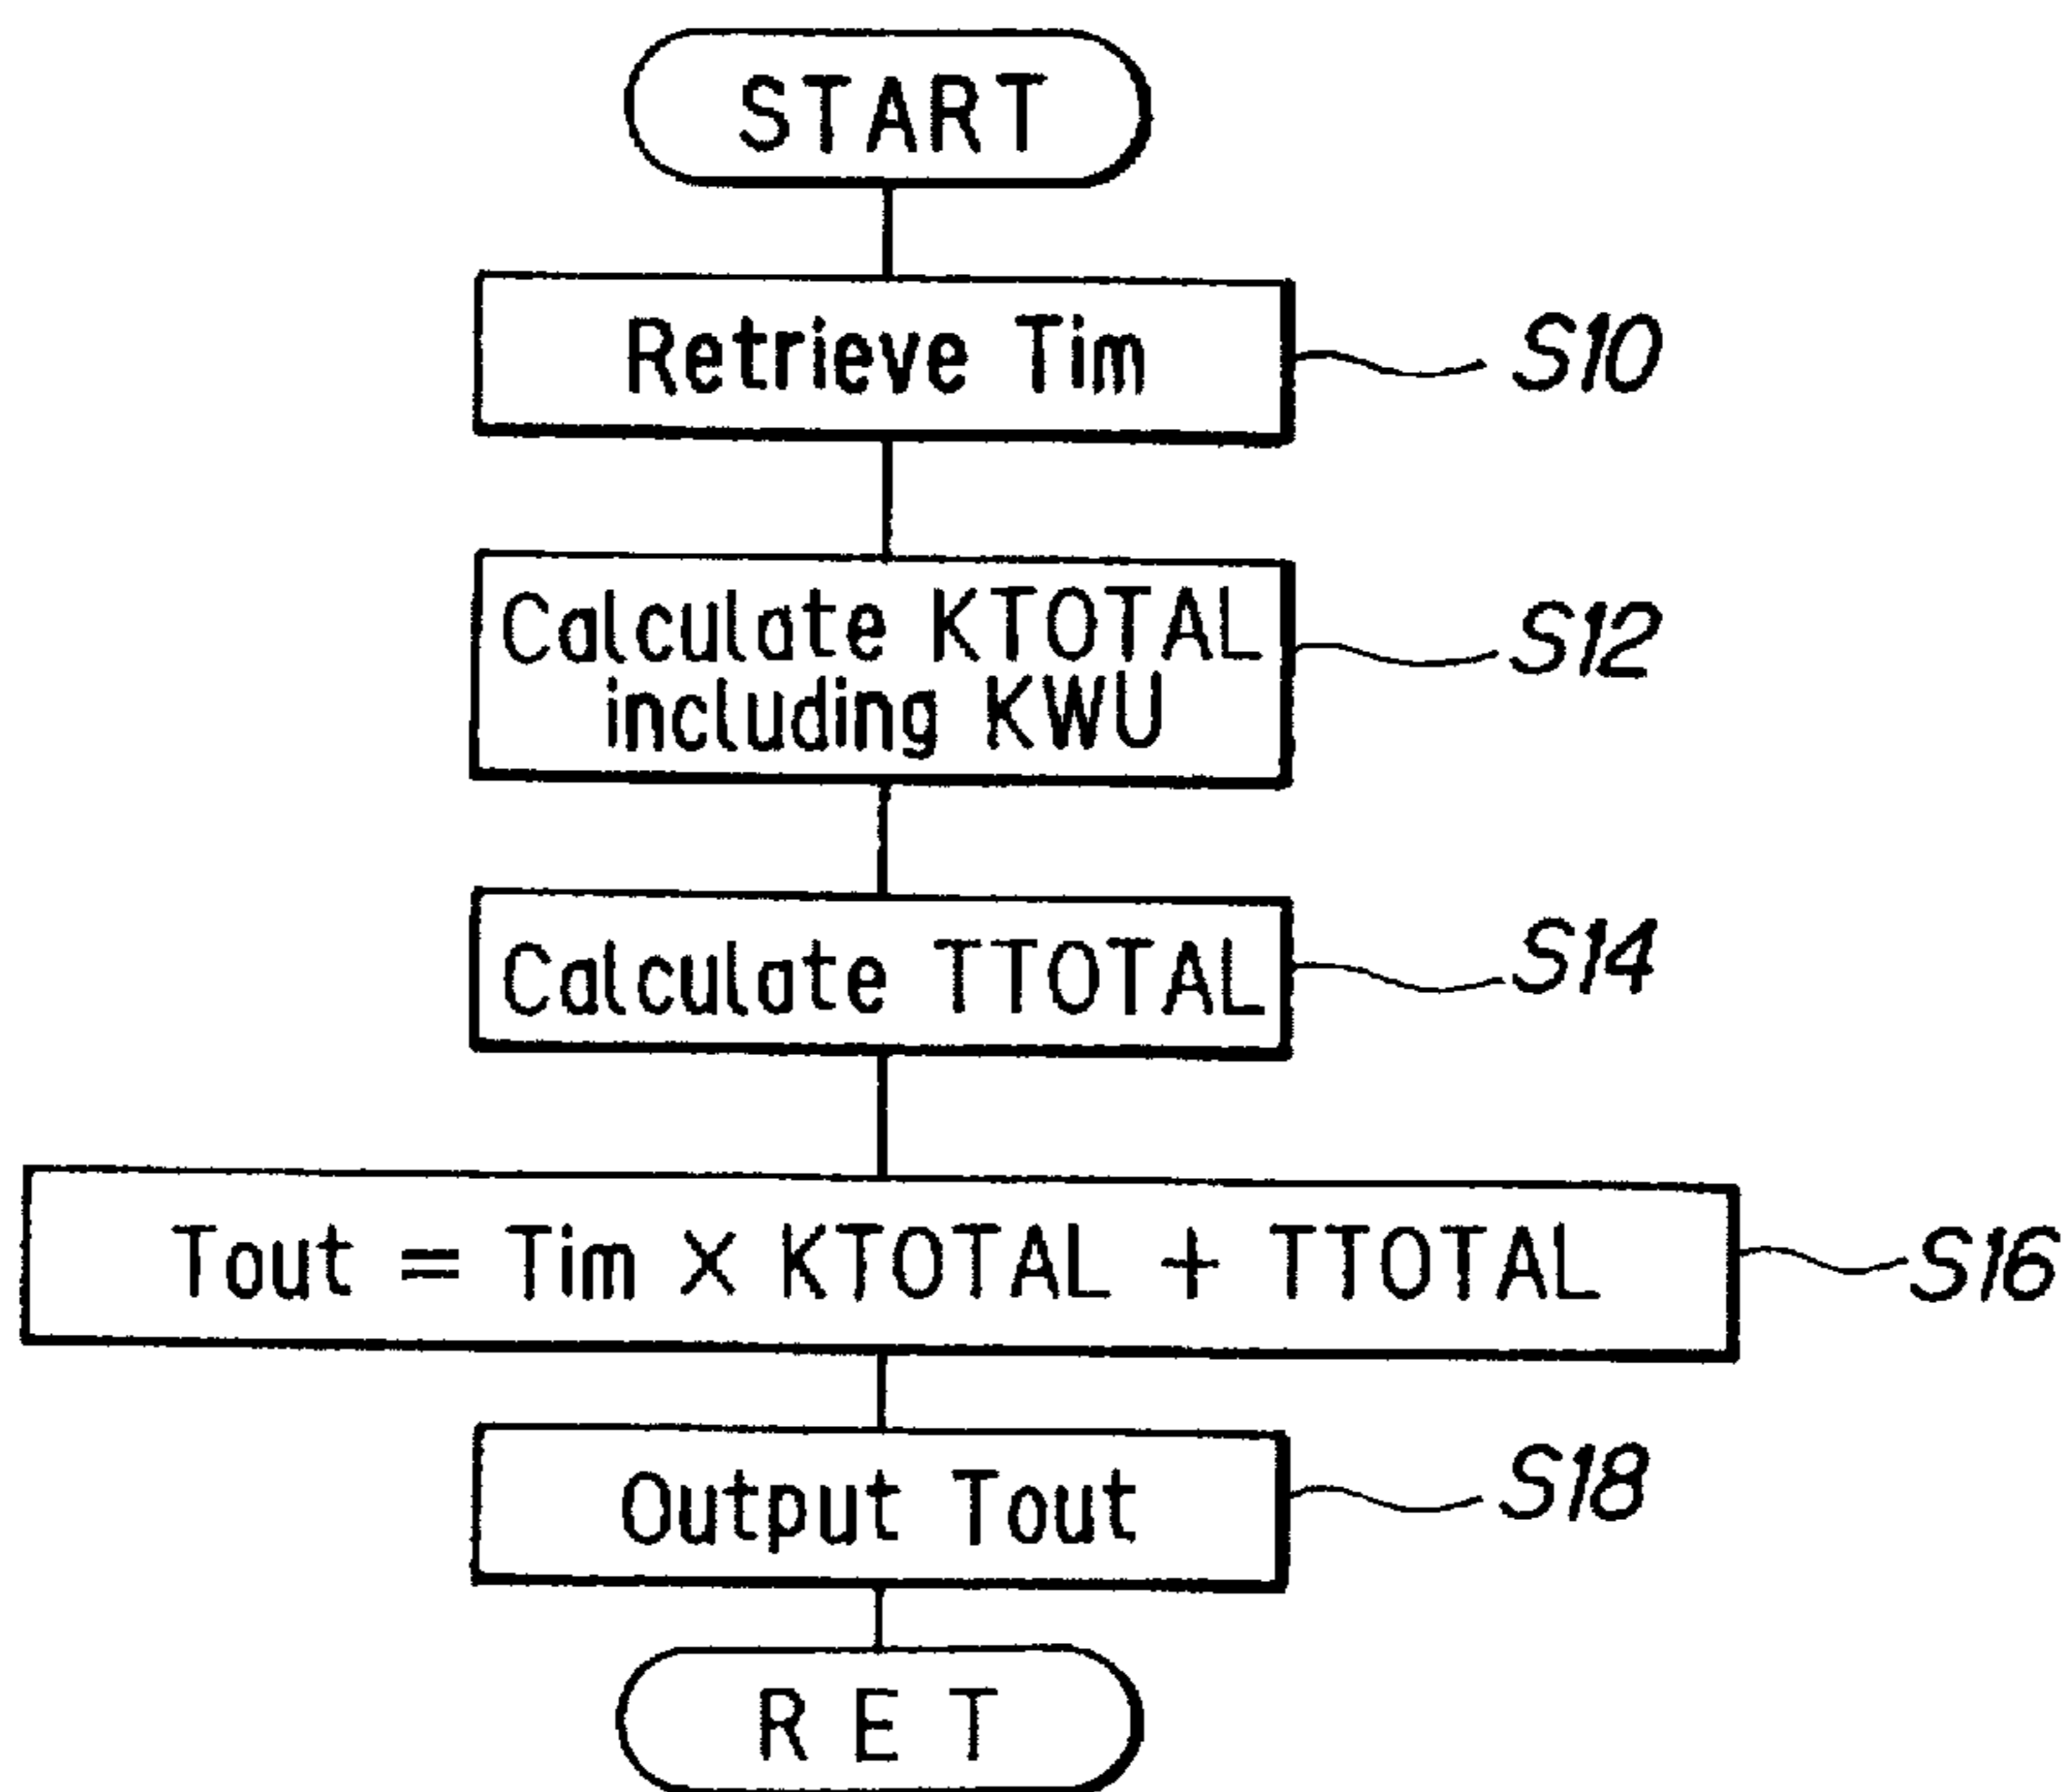 START
Retrieve Tim
S10
Calculate KTOTAL
including KWU
S12
Calculate TTOTAL
S14
Tout = Tim × KTOTAL + TTOTAL
S16
Output Tout
S18
RET